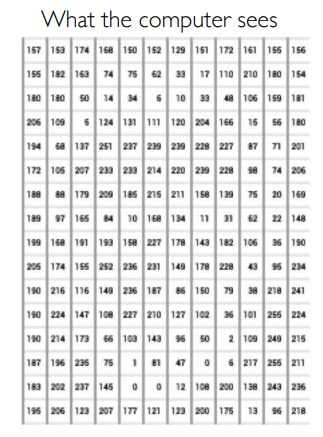 What the computer sees
157 153 174 168 150 152 129 151 172 161 155 156
155 182 163 74 75 62 33 17 110 210 180 154
180 180 50 14 34 6 10 33 48 106 159 181
206 109 5 124 131 111 120 204 166 15 56 180
194 68 137 251 237 239 239 228 227 87 71 201
172 105 207 233 233 214 220 239 228 98 74 206
188 88 179 209 185 215 211 158 139 75 20 169
189 97 165 84 10 168 134 11 31 62 22 148
199 168 191 193 158 227 178 143 182 106 36 190
205 174 155 252 236 231 149 178 228 43 95 234
190 216 116 149 236 187 86 150 79 38 218 241
190 224 147 108 227 210 127 102 36 101 255 224
190 214 173 66 103 143 96 50 2 109 249 215
187 196 235 75 1 81 47 0 6 217 255 211
183 202 237 145 0 0 12 108 200 138 243 236
195 206 123 207 177 121 123 200 175 13 96 218